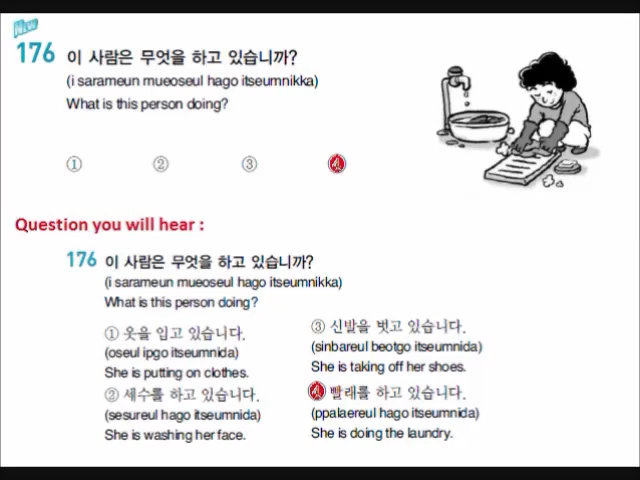 New
176 이 사람은 무엇을 하고 있습니까?
(i sarameun mueoseul hago itseumnikka)
What is this person doing?
① ② ③ ④
Question you will hear :
176 이 사람은 무엇을 하고 있습니까?
(i sarameun mueoseul hago itseumnikka)
What is this person doing?
① 옷을 입고 있습니다.
(oseul ipgo itseumnida)
She is putting on clothes.
② 세수를 하고 있습니다.
(sesureul hago itseumnida)
She is washing her face.
③ 신발을 벗고 있습니다.
(sinbareul beotgo itseumnida)
She is taking off her shoes.
④ 빨래를 하고 있습니다.
(ppalaereul hago itseumnida)
She is doing the laundry.